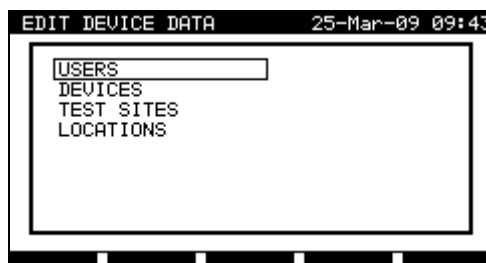 EDIT DEVICE DATA 25-Mar-09 09:43
USERS
DEVICES
TEST SITES
LOCATIONS